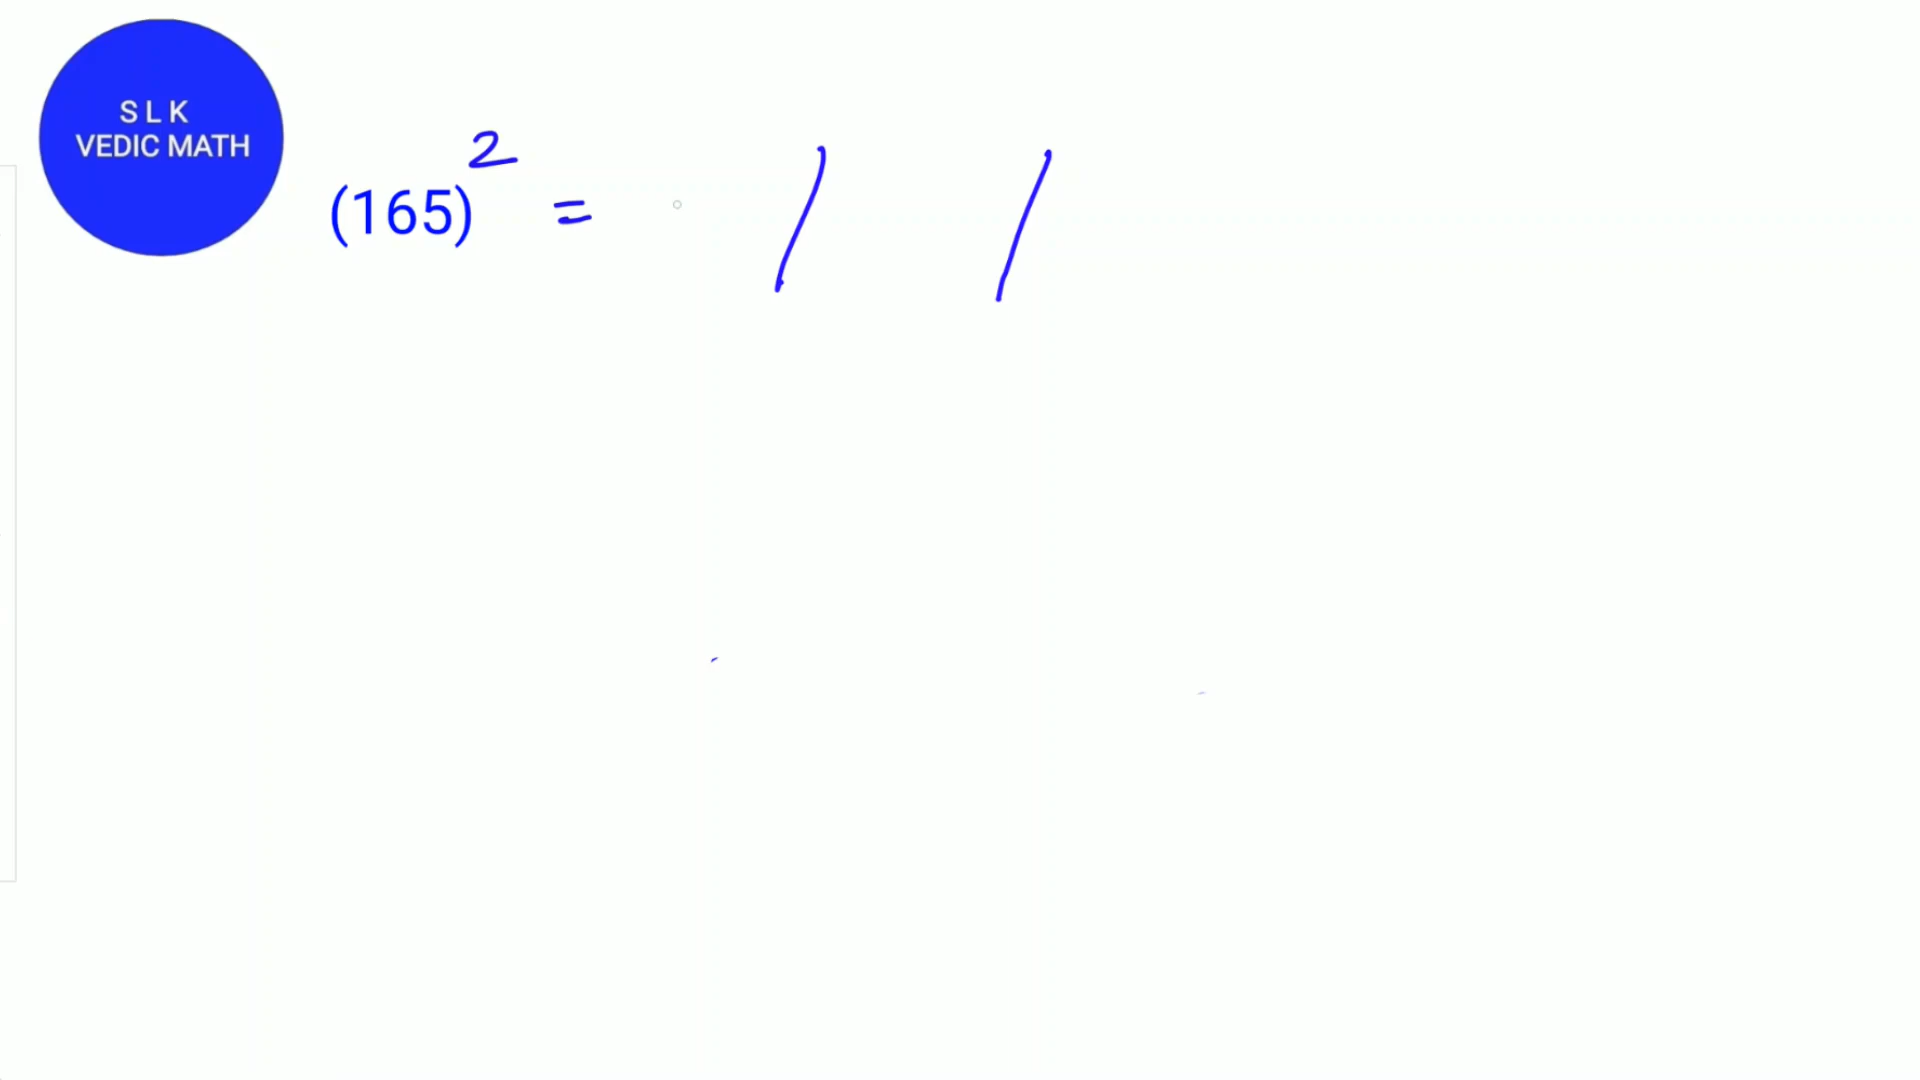 S L K
VEDIC MATH
(165)² = / /